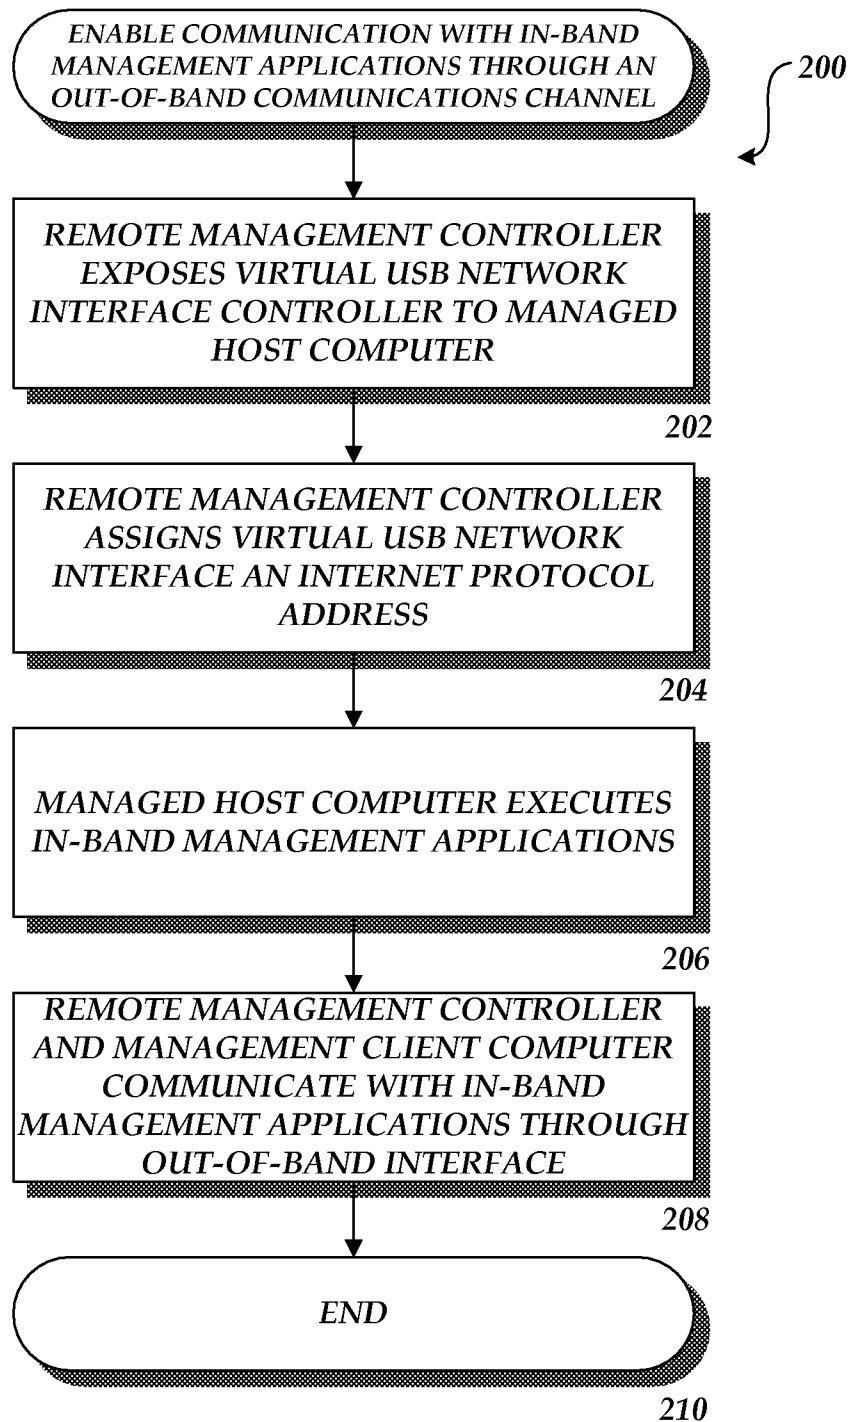 ENABLE COMMUNICATION WITH IN-BAND
MANAGEMENT APPLICATIONS THROUGH AN
OUT-OF-BAND COMMUNICATIONS CHANNEL
200
REMOTE MANAGEMENT CONTROLLER
EXPOSES VIRTUAL USB NETWORK
INTERFACE CONTROLLER TO MANAGED
HOST COMPUTER
202
REMOTE MANAGEMENT CONTROLLER
ASSIGNS VIRTUAL USB NETWORK
INTERFACE AN INTERNET PROTOCOL
ADDRESS
204
MANAGED HOST COMPUTER EXECUTES
IN-BAND MANAGEMENT APPLICATIONS
206
REMOTE MANAGEMENT CONTROLLER
AND MANAGEMENT CLIENT COMPUTER
COMMUNICATE WITH IN-BAND
MANAGEMENT APPLICATIONS THROUGH
OUT-OF-BAND INTERFACE
208
END
210